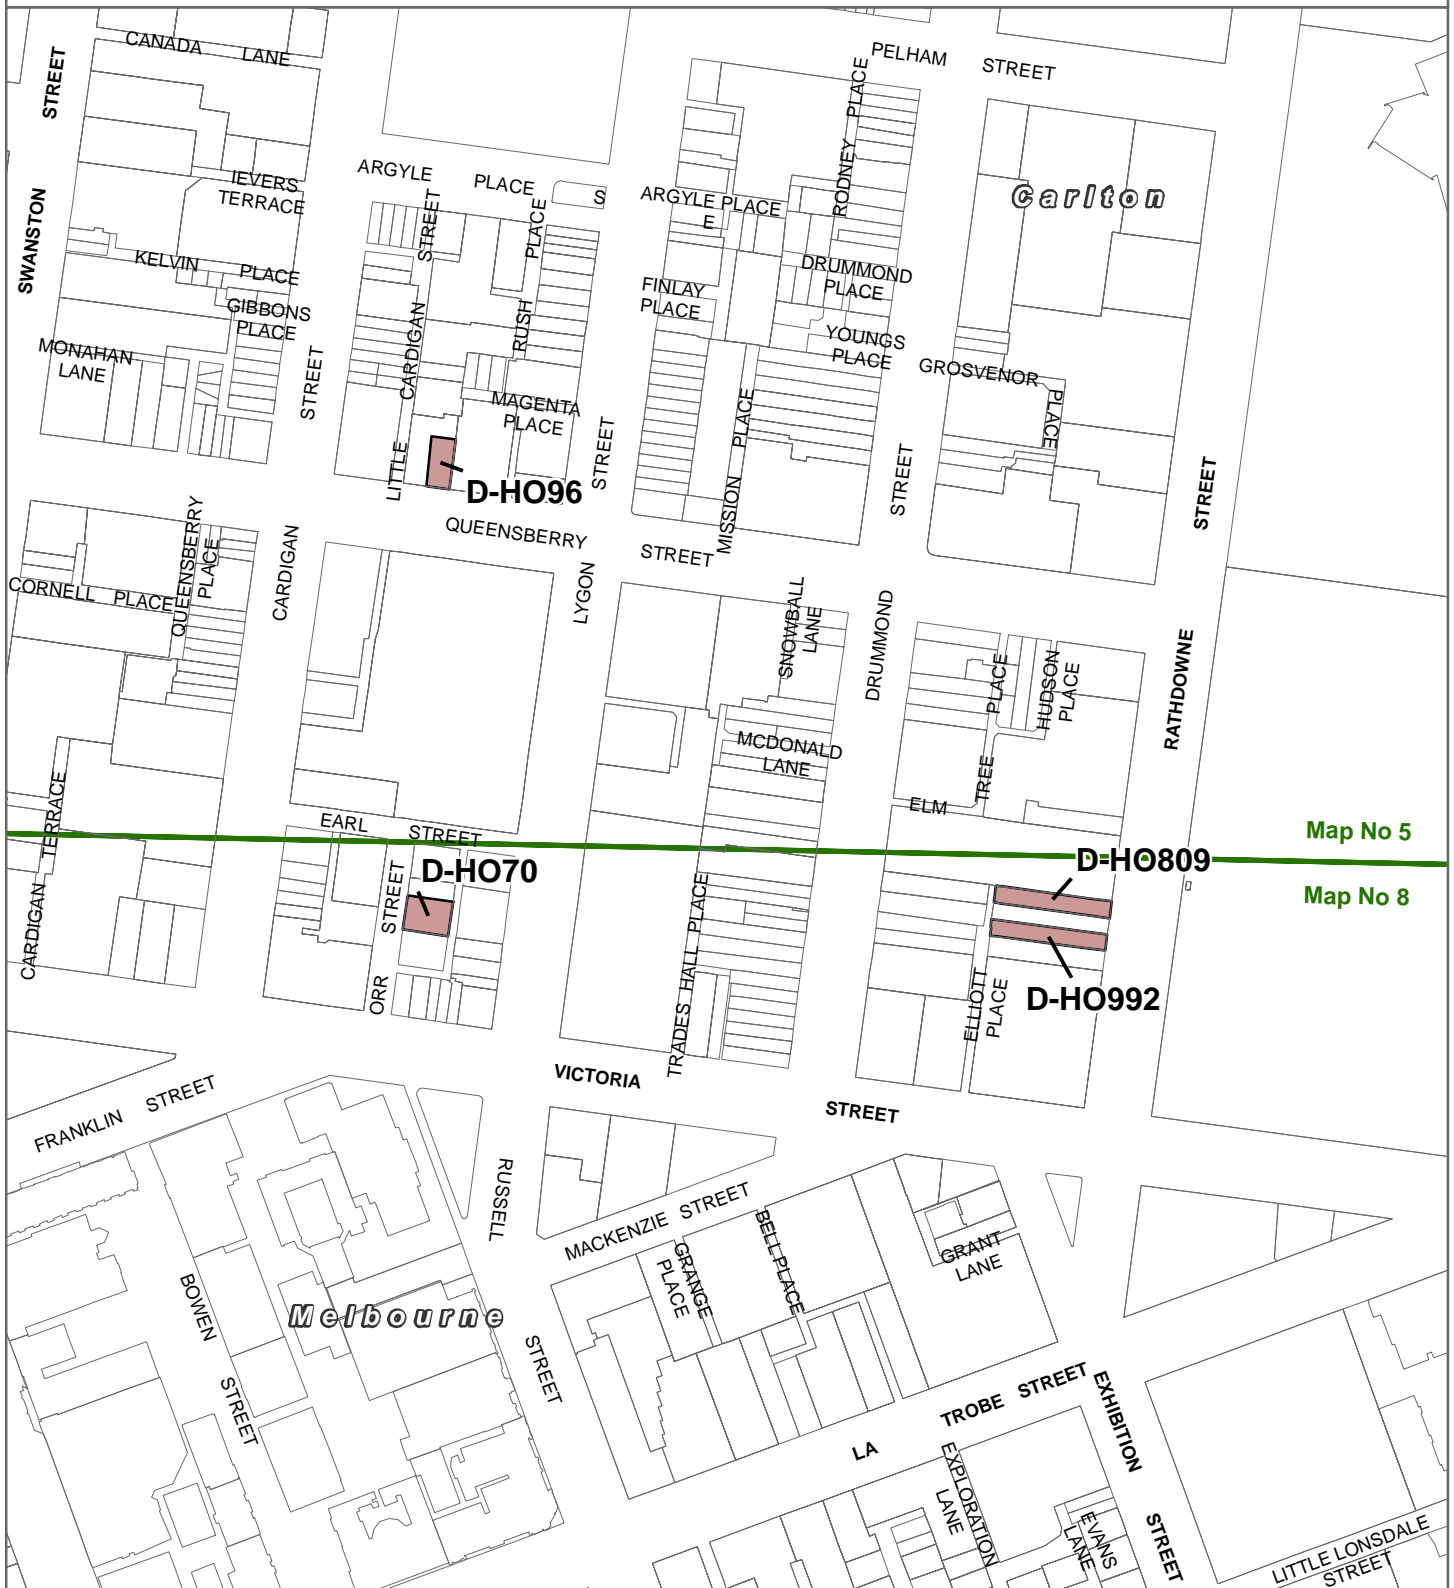 CANADA LANE
PELHAM STREET
STREET
SWANSTON
IEVERS
TERRACE
ARGYLE PLACE S
ARGYLE PLACE
E
RODNEY PLACE
Carlton
KELVIN PLACE
GIBBONS
PLACE
MONAHAN
LANE
STREET
LITTLE CARDIGAN STREET
RUSH PLACE
FINLAY
PLACE
DRUMMOND
PLACE
YOUNGS
PLACE
GROSVENOR PLACE
MAGENTA
PLACE
MISSION PLACE
STREET
STREET
STREET
D-HO96
QUEENSBERRY STREET
QUEENSBERRY
PLACE
CORNELL PLACE
CARDIGAN
LYGON
SNOWBALL
LANE
DRUMMOND
RATHDOWNE
ELM TREE PLACE
HUDSON
PLACE
MCDONALD
LANE
CARDIGAN TERRACE
EARL STREET
Map No 5
D-HO809
D-HO70
Map No 8
ORR STREET
TRADES HALL PLACE
ELLIOTT
PLACE
D-HO992
VICTORIA STREET
FRANKLIN STREET
RUSSELL STREET
MACKENZIE STREET
GRANGE
PLACE
BELL PLACE
GRANT
LANE
BOWEN STREET
Melbourne
LA TROBE STREET
EXHIBITION STREET
EXPLORATION
LANE
EVANS
LANE
LITTLE LONSDALE
STREET